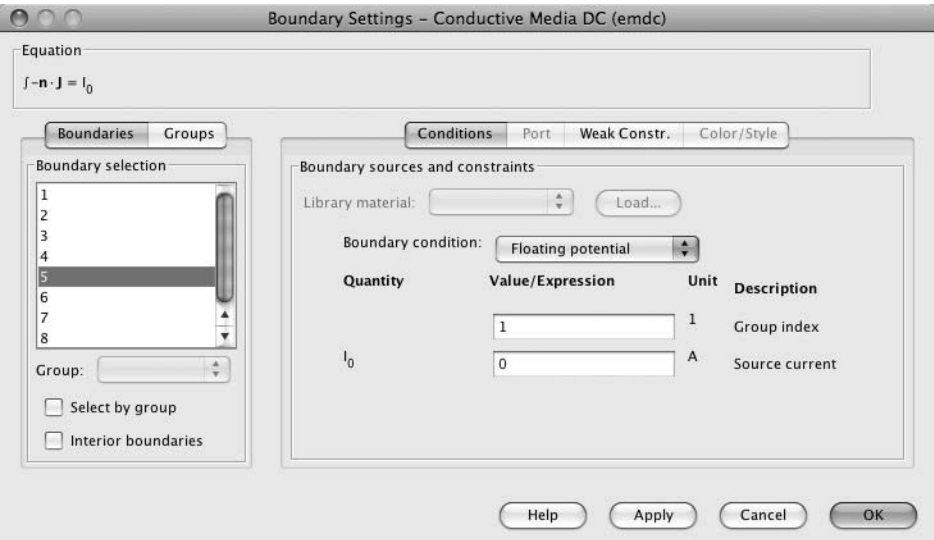 Boundary Settings – Conductive Media DC (emdc)
Equation
∫-n · J = I₀
Boundaries Groups
Boundary selection
1
2
3
4
5
6
7
8
Group:
Select by group
Interior boundaries
Conditions Port Weak Constr. Color/Style
Boundary sources and constraints
Library material: Load...
Boundary condition: Floating potential
Quantity Value/Expression Unit Description
1 1 Group index
I₀ 0 A Source current
Help Apply Cancel OK